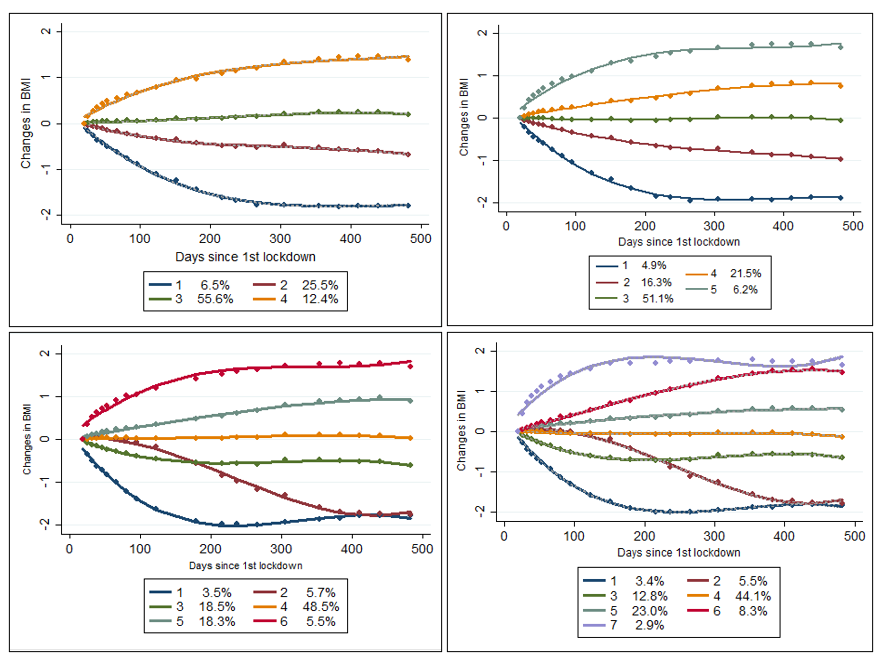 2
1
0
-1
-2
Changes in BMI
0 100 200 300 400 500
Days since 1st lockdown
1 6.5% 2 25.5%
3 55.6% 4 12.4%
2
1
0
-1
-2
Changes in BMI
0 100 200 300 400 500
Days since 1st lockdown
1 4.9%
2 16.3%
3 51.1%
4 21.5%
5 6.2%
2
1
0
-1
-2
Changes in BMI
0 100 200 300 400 500
Days since 1st lockdown
1 3.5% 2 5.7%
3 18.5% 4 48.5%
5 18.3% 6 5.5%
2
1
0
-1
-2
Changes in BMI
0 100 200 300 400 500
Days since 1st lockdown
1 3.4% 2 5.5%
3 12.8% 4 44.1%
5 23.0% 6 8.3%
7 2.9%